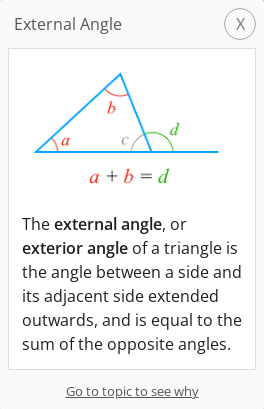 External Angle
X
b
a
c
d
a + b = d
The external angle, or
exterior angle of a triangle is
the angle between a side and
its adjacent side extended
outwards, and is equal to the
sum of the opposite angles.
Go to topic to see why